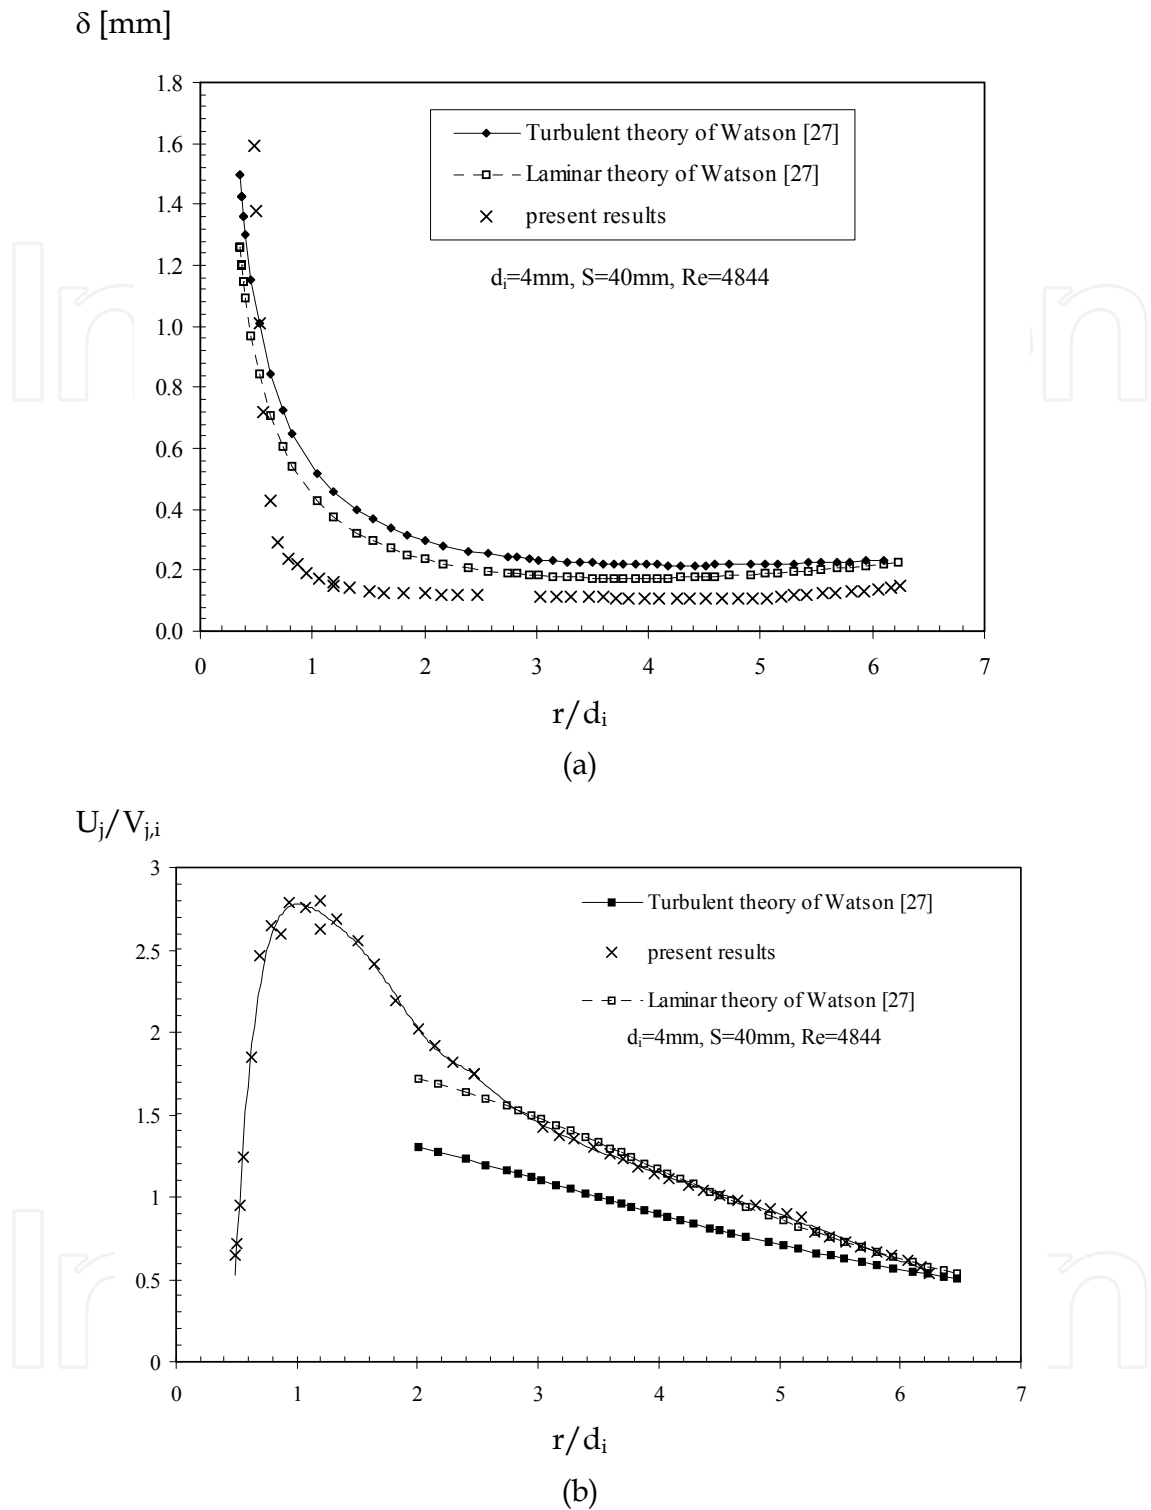 δ [mm]
1.8
1.6
1.4
1.2
1.0
0.8
0.6
0.4
0.2
0.0
Turbulent theory of Watson [27]
Laminar theory of Watson [27]
present results
dᵢ=4mm, S=40mm, Re=4844
0 1 2 3 4 5 6 7
r/dᵢ
(a)
Uⱼ/Vⱼ,ᵢ
3
2.5
2
1.5
1
0.5
0
Turbulent theory of Watson [27]
present results
Laminar theory of Watson [27]
dᵢ=4mm, S=40mm, Re=4844
0 1 2 3 4 5 6 7
r/dᵢ
(b)